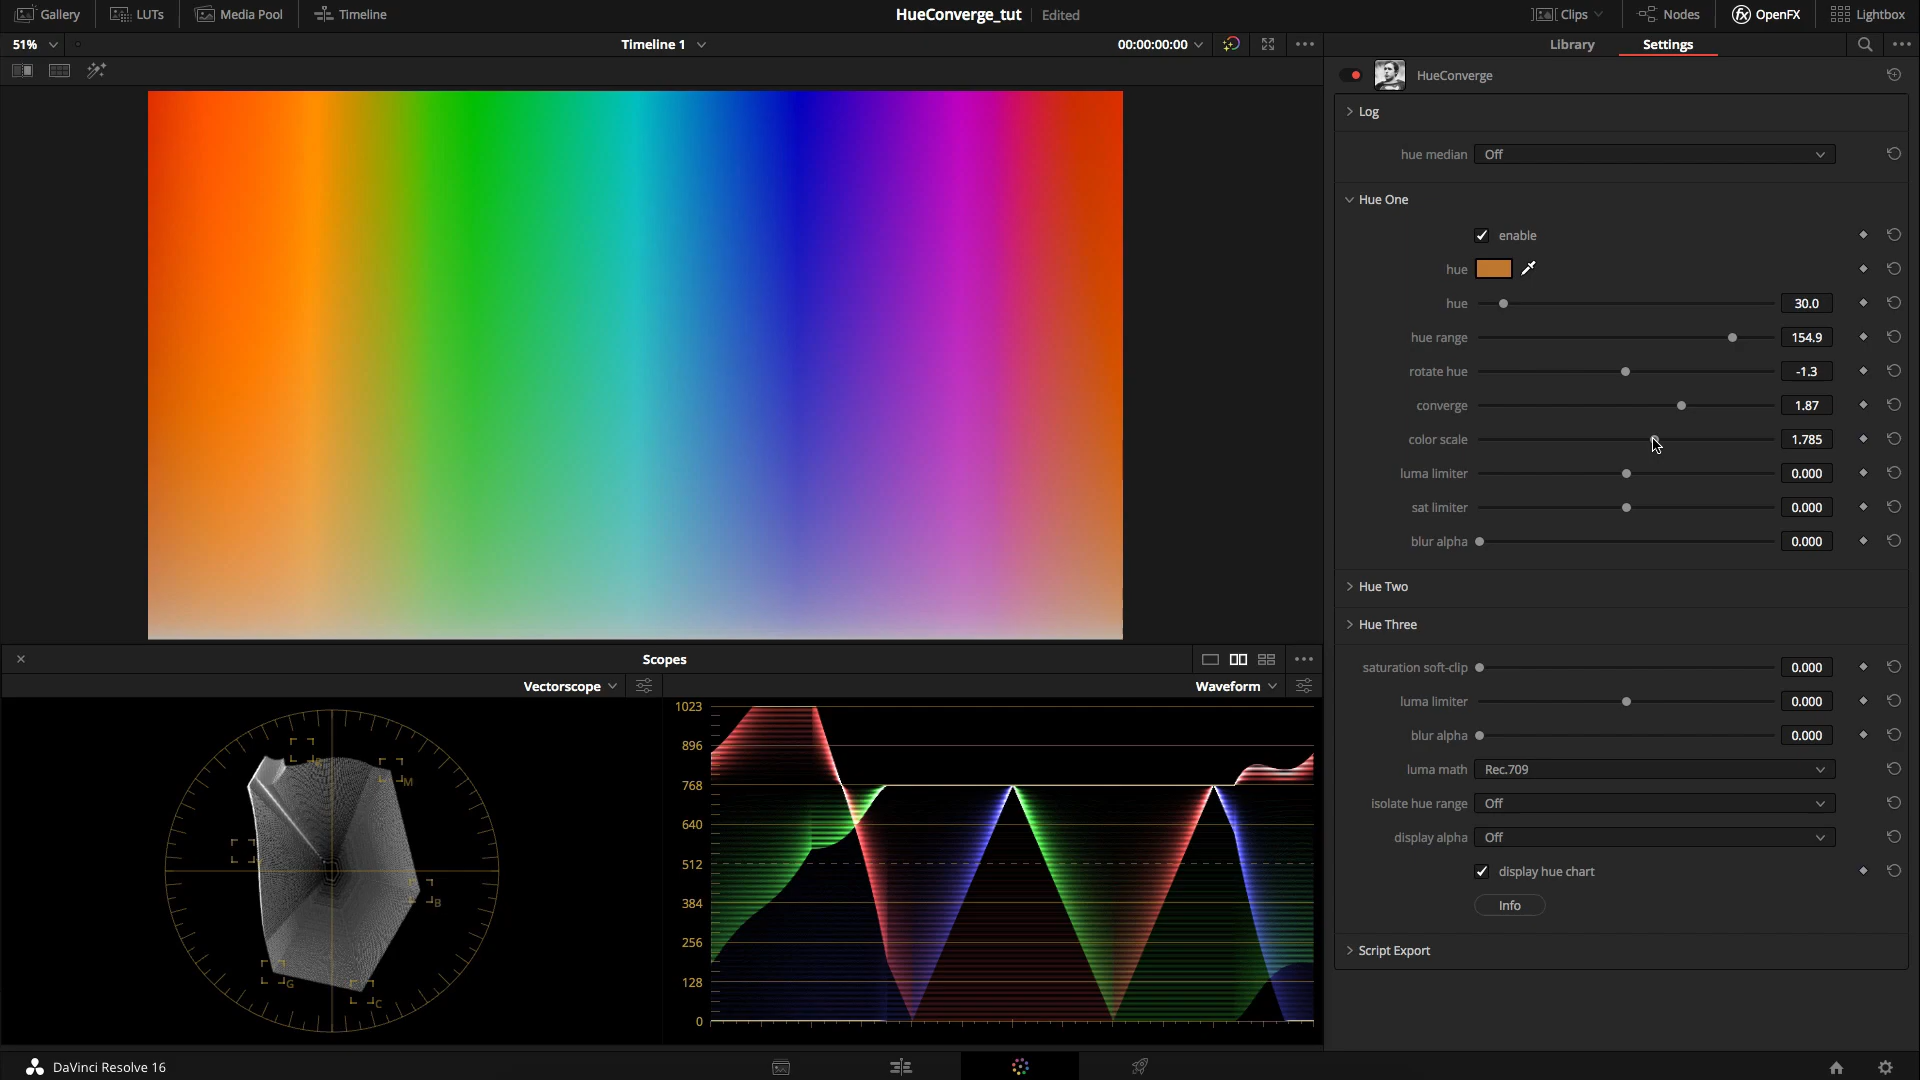 Gallery LUTs Media Pool Timeline HueConverge_tut Edited Clips Nodes OpenFX Lightbox
51% Timeline 1 00:00:00:00 Library Settings
HueConverge
Log
hue median Off
Hue One
enable
hue
hue 30.0
hue range 154.9
rotate hue -1.3
converge 1.87
color scale 1.785
luma limiter 0.000
sat limiter 0.000
blur alpha 0.000
Hue Two
Hue Three
saturation soft-clip 0.000
luma limiter 0.000
blur alpha 0.000
luma math Rec.709
isolate hue range Off
display alpha Off
display hue chart
Info
Script Export
Scopes
Vectorscope
Waveform
M
B
G
C
1023
896
768
640
512
384
256
128
0
DaVinci Resolve 16